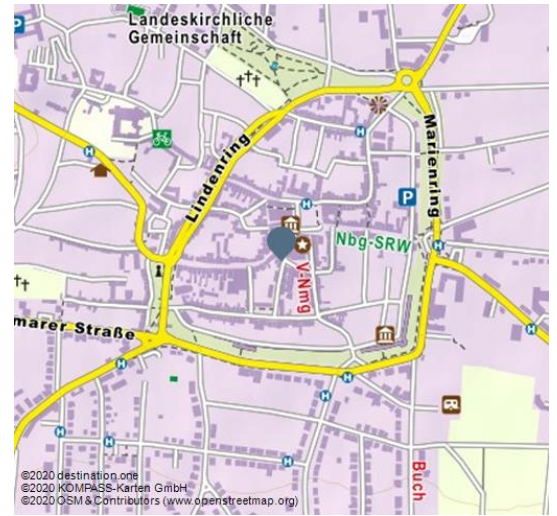 P
Landeskirchliche
Gemeinschaft
H
H
H
Lindenring
Marienring
P
H
Nbg-SRW
H
V-Nmg
marer Straße
H
H
H
H
H
H
H
Buch
©2020 destination.one
©2020 KOMPASS-Karten GmbH
©2020 OSM & Contributors (www.openstreetmap.org)